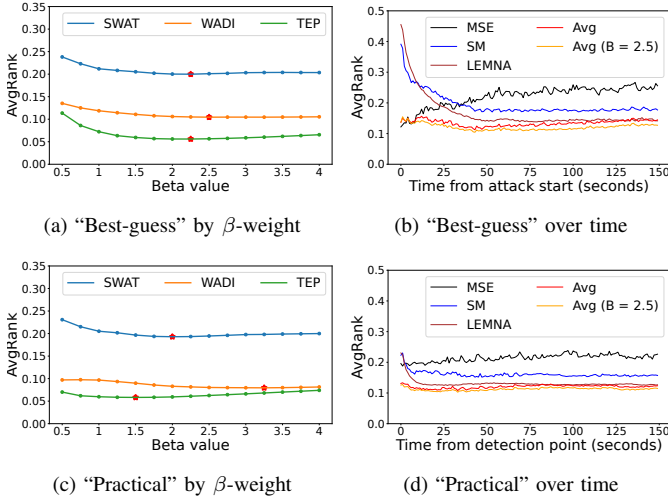 SWAT WADI TEP
AvgRank
0.35
0.30
0.25
0.20
0.15
0.10
0.05
0.00
0.5 1 1.5 2 2.5 3 3.5 4
Beta value
(a) “Best-guess” by β-weight
MSE Avg
SM Avg (B = 2.5)
LEMNA
AvgRank
0.5
0.4
0.3
0.2
0.1
0.0
0 25 50 75 100 125 150
Time from attack start (seconds)
(b) “Best-guess” over time
SWAT WADI TEP
AvgRank
0.35
0.30
0.25
0.20
0.15
0.10
0.05
0.00
0.5 1 1.5 2 2.5 3 3.5 4
Beta value
(c) “Practical” by β-weight
MSE Avg
SM Avg (B = 2.5)
LEMNA
AvgRank
0.5
0.4
0.3
0.2
0.1
0.0
0 25 50 75 100 125 150
Time from detection point (seconds)
(d) “Practical” over time